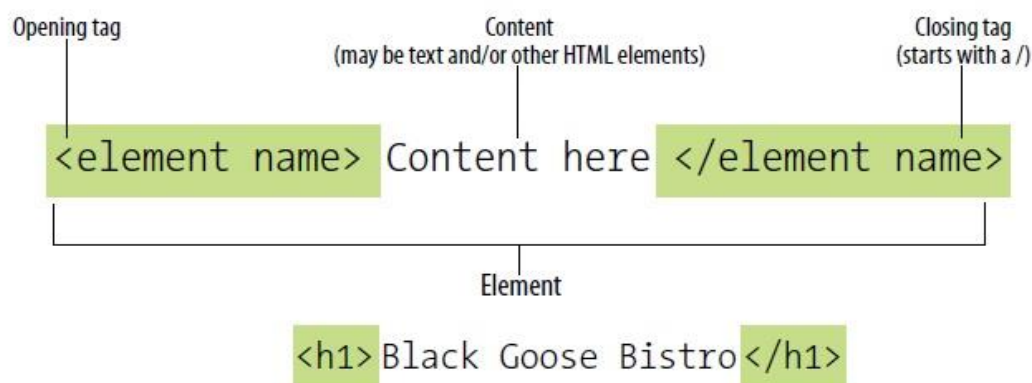 Opening tag
Content
(may be text and/or other HTML elements)
Closing tag
(starts with a /)
<element name> Content here </element name>
Element
<h1>Black Goose Bistro</h1>